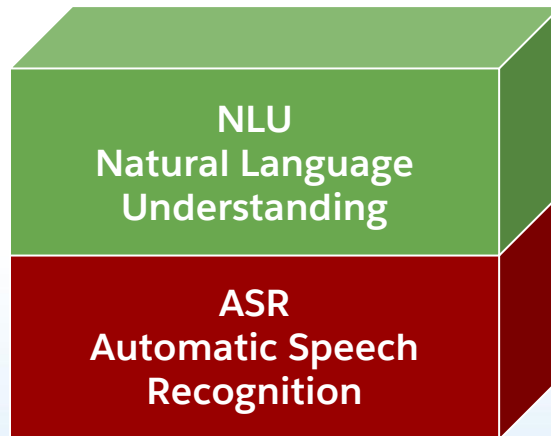 NLU
Natural Language
Understanding
ASR
Automatic Speech
Recognition